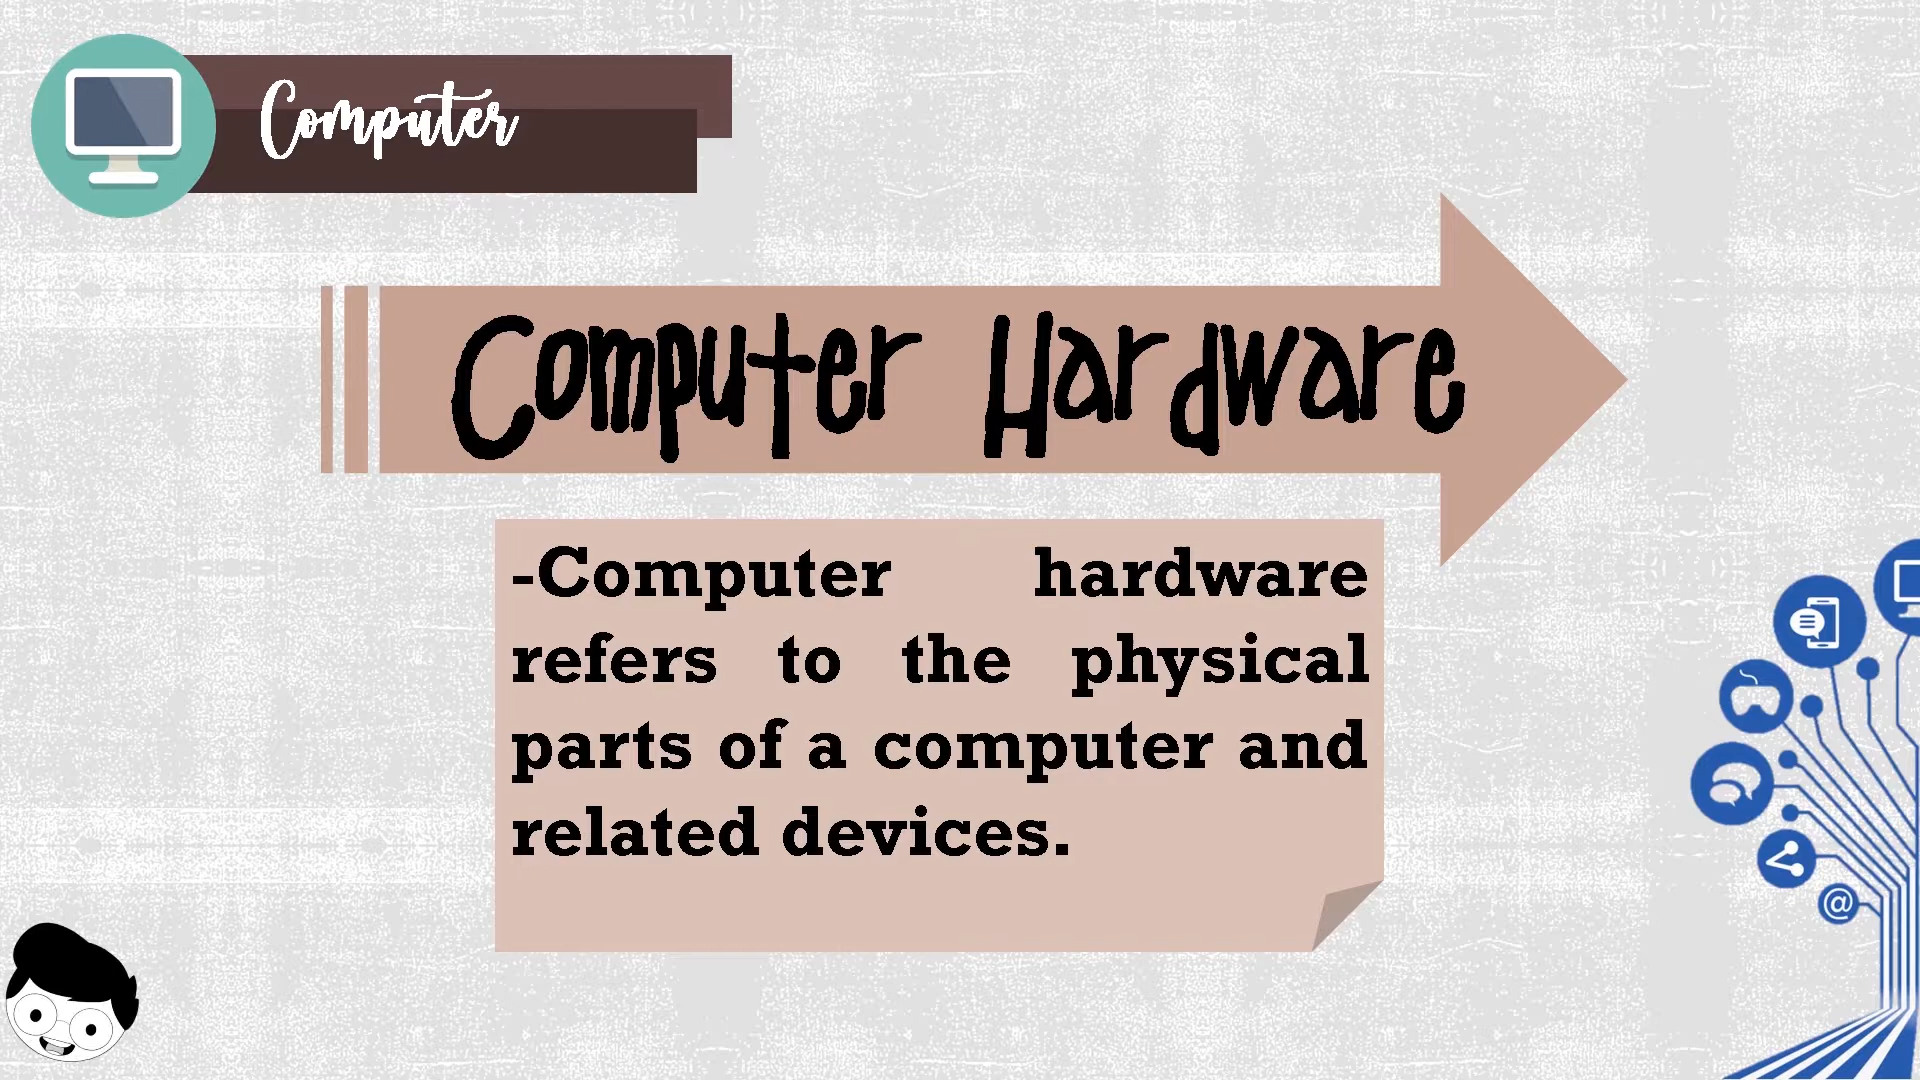 Computer
Computer Hardware
-Computer hardware
refers to the physical
parts of a computer and
related devices.
@